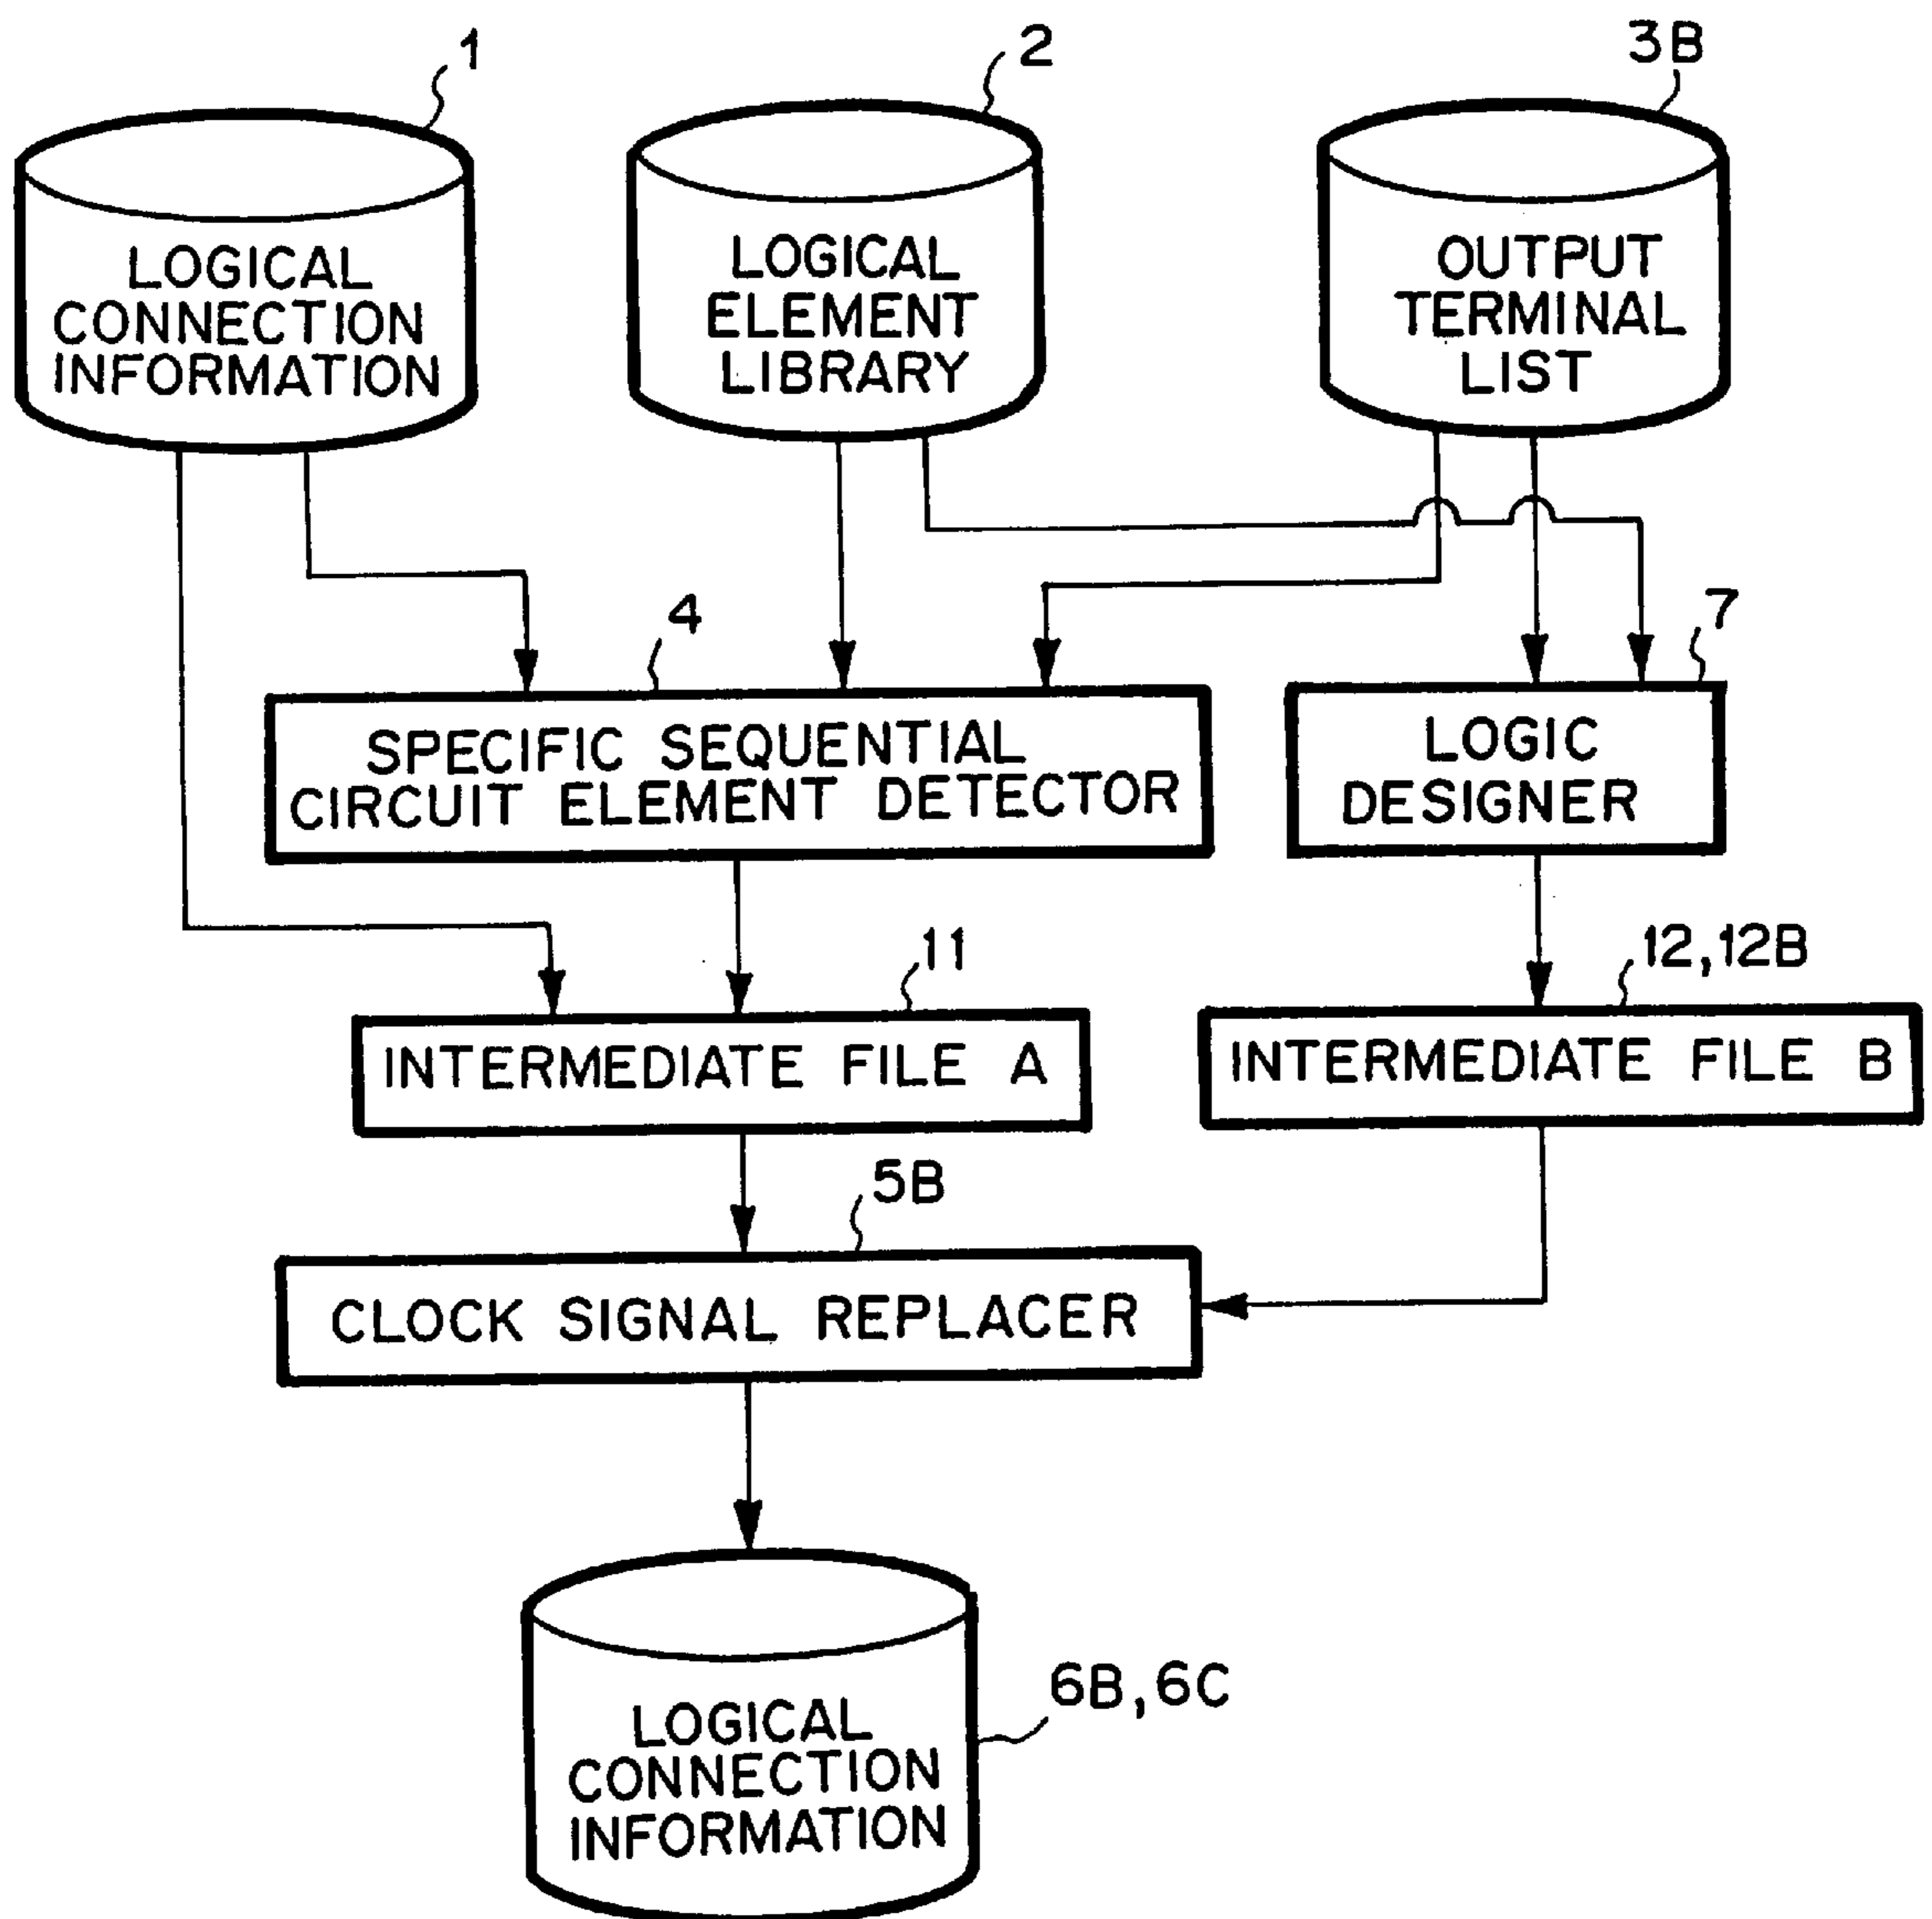 1
2
3B
LOGICAL
CONNECTION
INFORMATION
LOGICAL
ELEMENT
LIBRARY
OUTPUT
TERMINAL
LIST
4
7
SPECIFIC SEQUENTIAL
CIRCUIT ELEMENT DETECTOR
LOGIC
DESIGNER
11
12,12B
INTERMEDIATE FILE A
INTERMEDIATE FILE B
5B
CLOCK SIGNAL REPLACER
6B,6C
LOGICAL
CONNECTION
INFORMATION